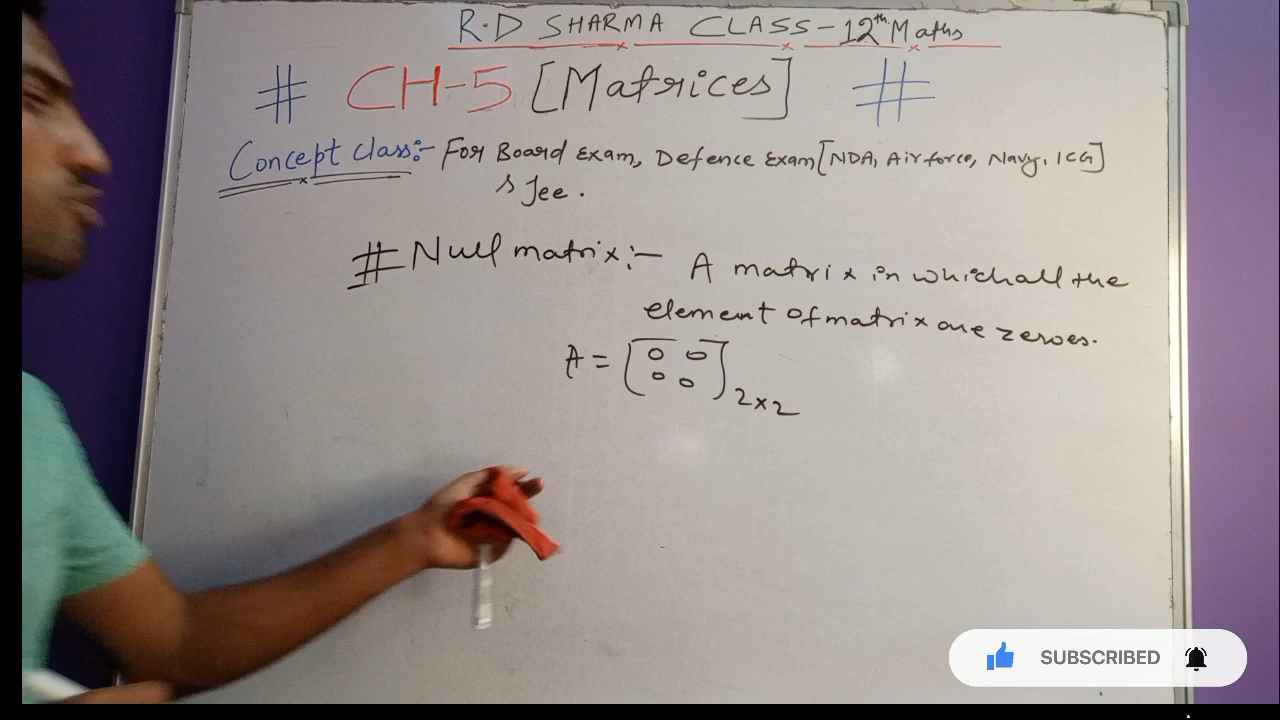 R.D SHARMA CLASS-12th Maths
# CH-5 [Matrices] #
Concept class:- For Board Exam, Defence Exam [NDA, Airforce, Navy, ICG]
& Jee.
# Null matrix:- A matrix in which all the
element of matrix are zeroes.
A = [0 0
0 0] 2x2
SUBSCRIBED